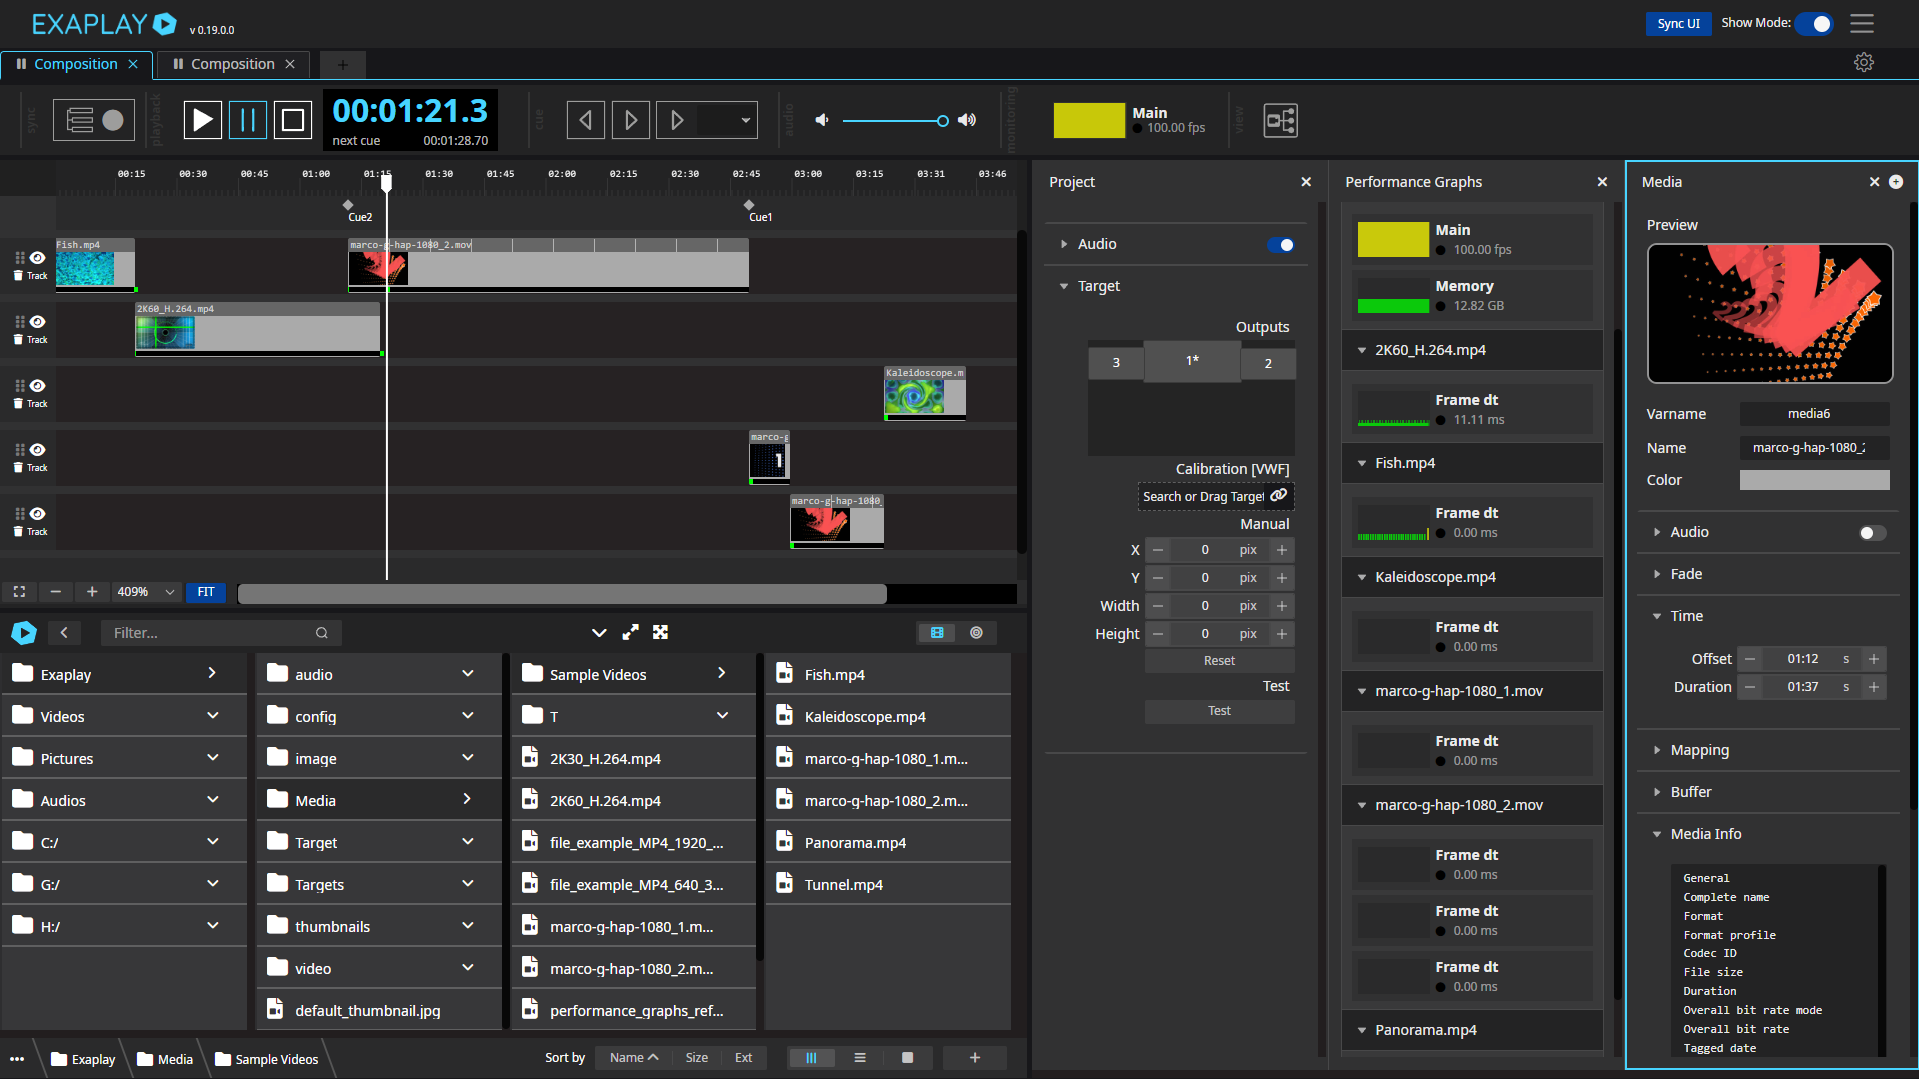 EXAPLAY
v 0.19.0.0
Sync UI
Show Mode:
Composition
Composition
sync
playback
00:01:21.3
next cue
00:01:28.70
cue
audio
monitoring
Main
100.00 fps
view
00:15
00:30
00:45
01:00
01:15
01:30
01:45
02:00
02:15
02:30
02:45
03:00
03:15
03:31
03:46
Cue2
Cue1
Fish.mp4
marco-g-hap-1080_2.mov
Track
2K60_H.264.mp4
Track
Kaleidoscope.m
Track
marco-g
1
Track
marco-g-hap-1080_
Track
409%
FIT
Filter...
Exaplay
Videos
Pictures
Audios
C:/
G:/
H:/
audio
config
image
Media
Target
Targets
thumbnails
video
default_thumbnail.jpg
Sample Videos
T
2K30_H.264.mp4
2K60_H.264.mp4
file_example_MP4_1920_...
file_example_MP4_640_3...
marco-g-hap-1080_1.m...
marco-g-hap-1080_2.m...
performance_graphs_ref...
Fish.mp4
Kaleidoscope.mp4
marco-g-hap-1080_1.m...
marco-g-hap-1080_2.m...
Panorama.mp4
Tunnel.mp4
Exaplay
Media
Sample Videos
Sort by
Name
Size
Ext
Project
Audio
Target
Outputs
3
1*
2
Calibration [VWF]
Search or Drag Target
Manual
X 0 pix
Y 0 pix
Width 0 pix
Height 0 pix
Reset
Test
Test
Performance Graphs
Main
100.00 fps
Memory
12.82 GB
2K60_H.264.mp4
Frame dt
11.11 ms
Fish.mp4
Frame dt
0.00 ms
Kaleidoscope.mp4
Frame dt
0.00 ms
marco-g-hap-1080_1.mov
Frame dt
0.00 ms
marco-g-hap-1080_2.mov
Frame dt
0.00 ms
Frame dt
0.00 ms
Frame dt
0.00 ms
Panorama.mp4
Media
Preview
Varname media6
Name marco-g-hap-1080_2
Color
Audio
Fade
Time
Offset 01:12 s
Duration 01:37 s
Mapping
Buffer
Media Info
General
Complete name
Format
Format profile
Codec ID
File size
Duration
Overall bit rate mode
Overall bit rate
Tagged date